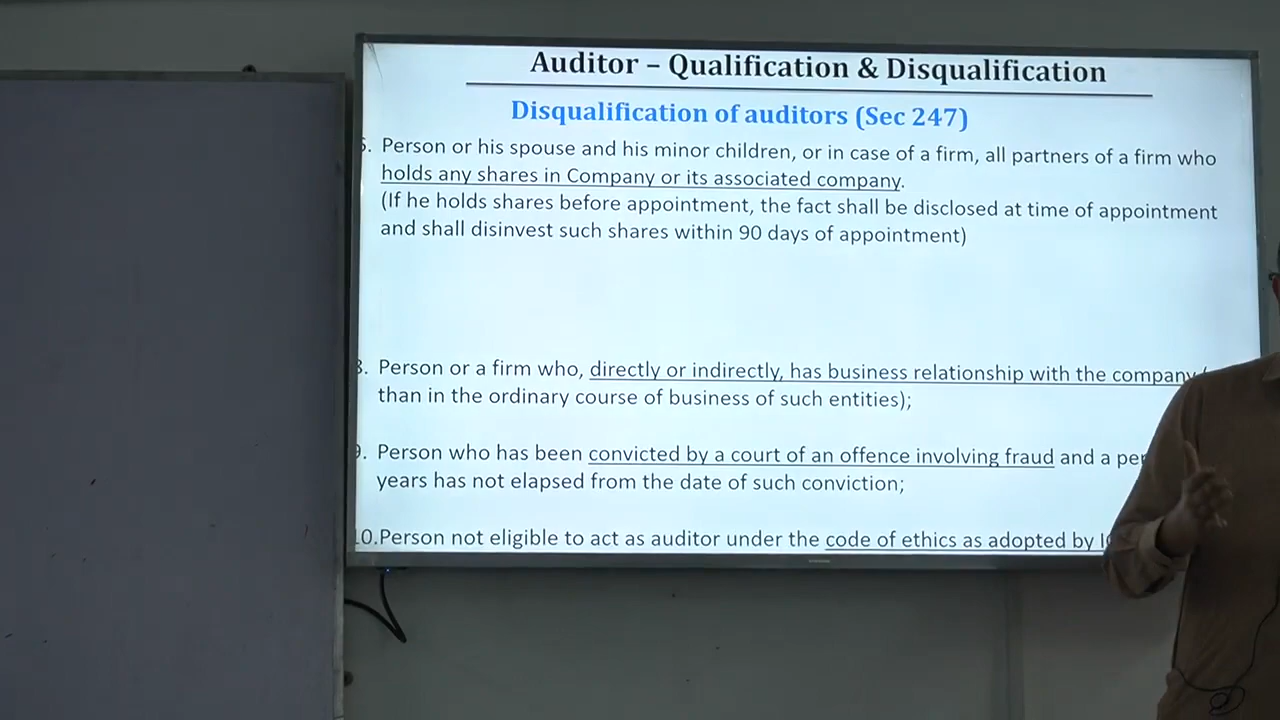 Auditor – Qualification & Disqualification
Disqualification of auditors (Sec 247)
Person or his spouse and his minor children, or in case of a firm, all partners of a firm who
holds any shares in Company or its associated company.
(If he holds shares before appointment, the fact shall be disclosed at time of appointment
and shall disinvest such shares within 90 days of appointment)
8. Person or a firm who, directly or indirectly, has business relationship with the company (
than in the ordinary course of business of such entities);
9. Person who has been convicted by a court of an offence involving fraud and a
years has not elapsed from the date of such conviction;
10.Person not eligible to act as auditor under the code of ethics as adopted by